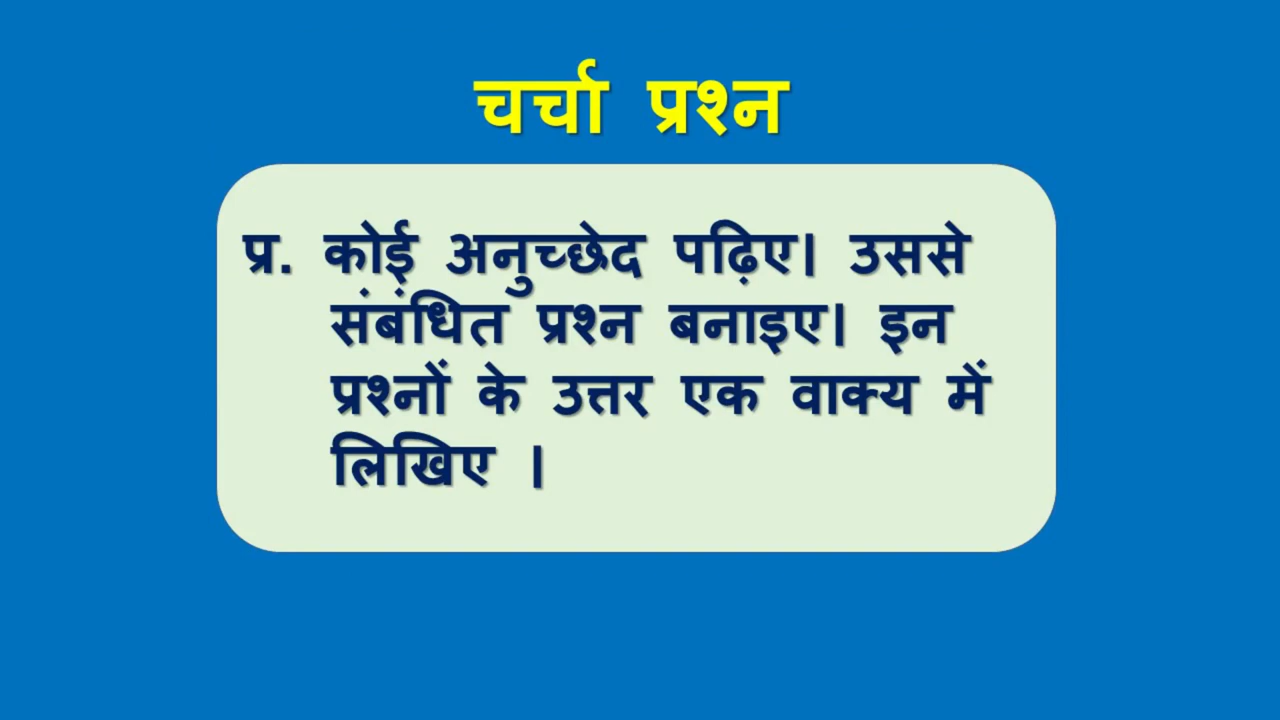 चर्चा प्रश्न
प्र. कोई अनुच्छेद पढ़िए। उससे
संबंधित प्रश्न बनाइए। इन
प्रश्नों के उत्तर एक वाक्य में
लिखिए ।